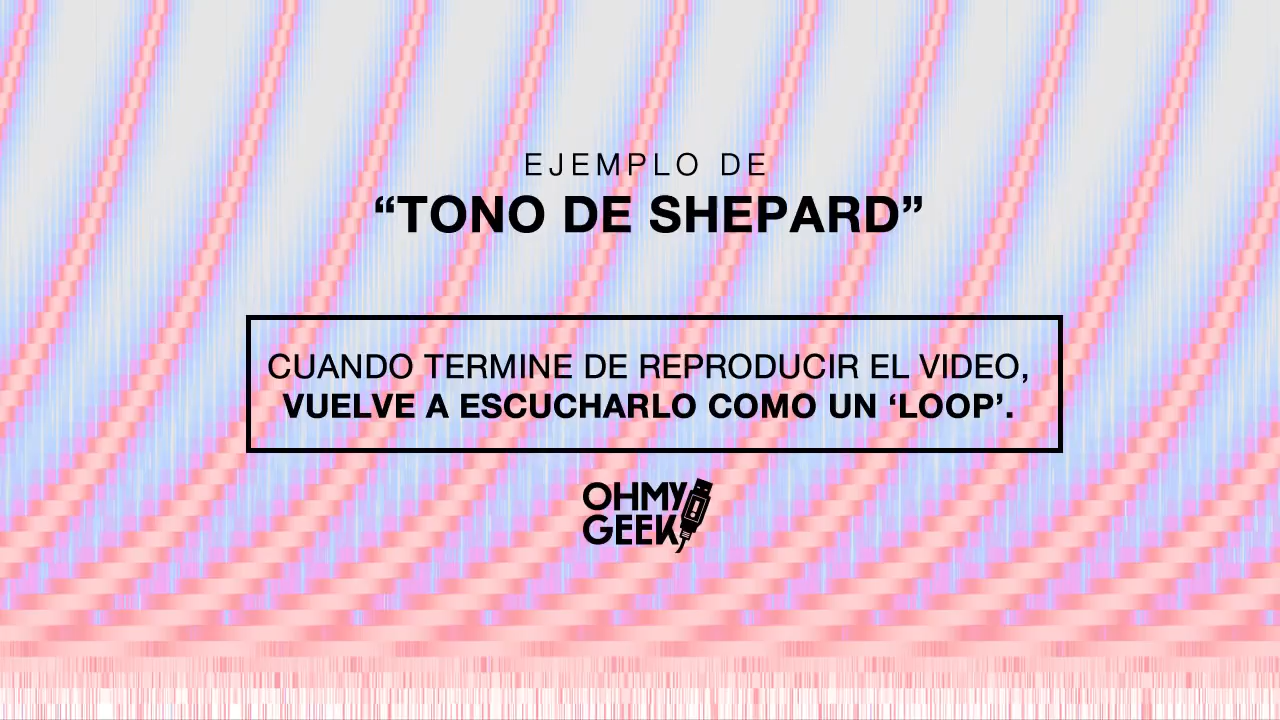 EJEMPLO DE
“TONO DE SHEPARD”
CUANDO TERMINE DE REPRODUCIR EL VIDEO,
VUELVE A ESCUCHARLO COMO UN ‘LOOP’.
OHMY
GEEK